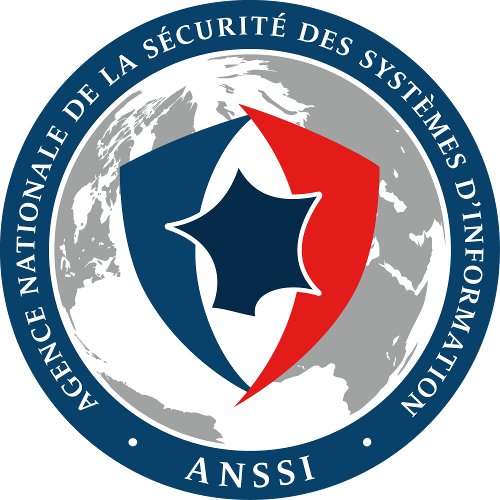 AGENCE NATIONALE DE LA SÉCURITÉ DES SYSTÈMES D'INFORMATION
ANSSI